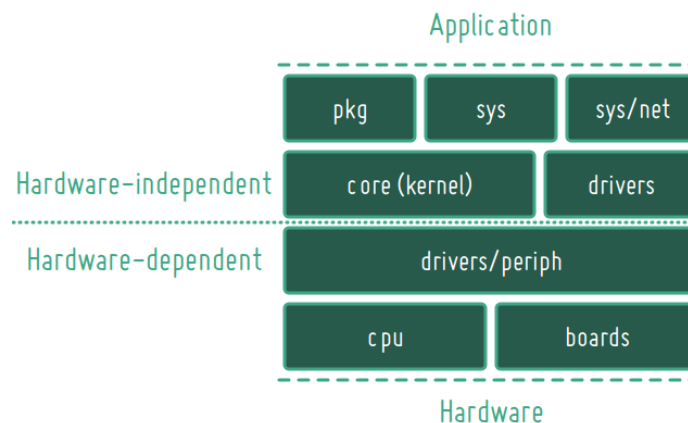 Application
pkg sys sys/net
Hardware-independent core (kernel) drivers
Hardware-dependent drivers/periph
cpu boards
Hardware